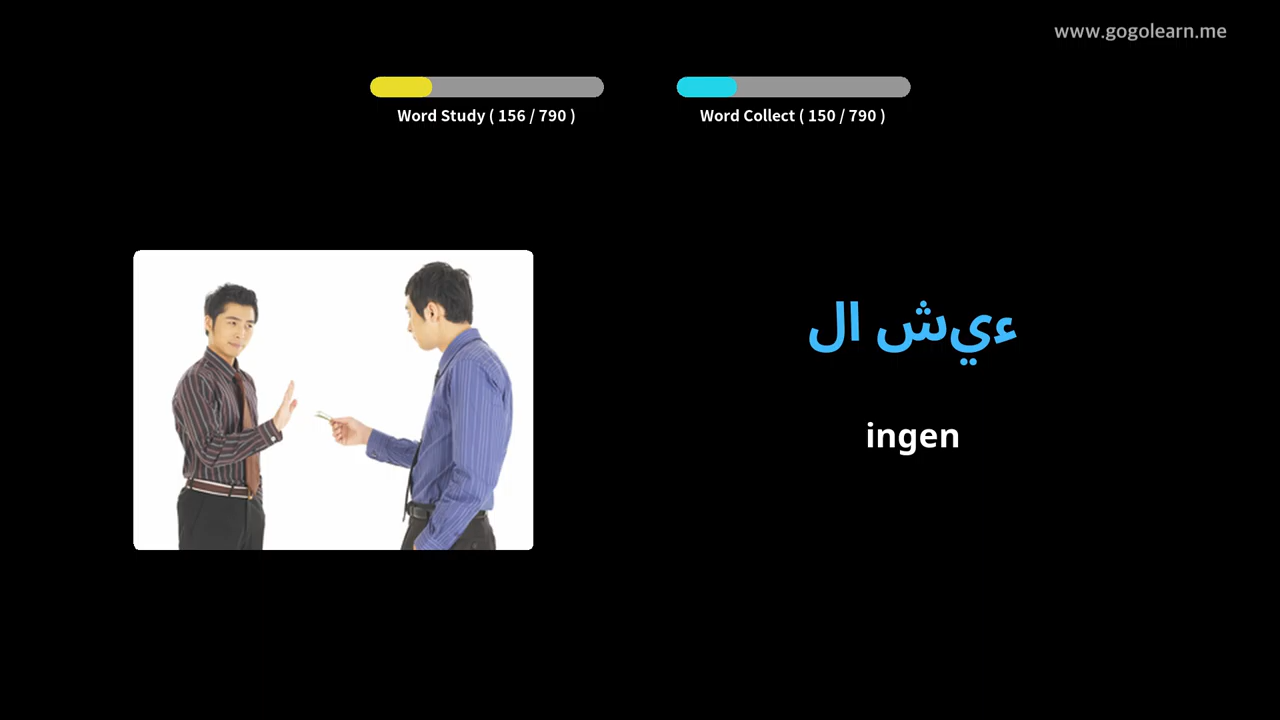 www.gogolearn.me
Word Study ( 156 / 790 )
Word Collect ( 150 / 790 )
ءيش ال
ingen